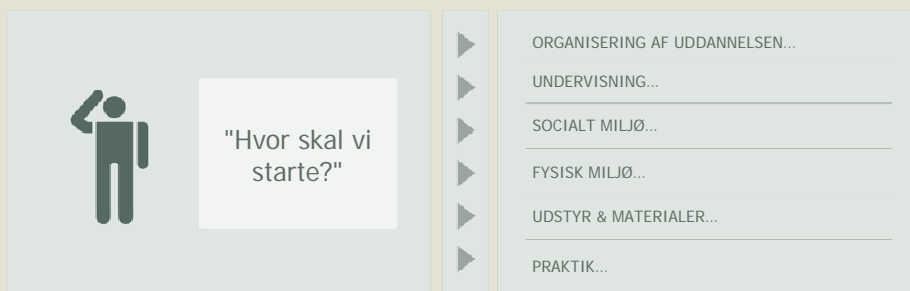 "Hvor skal vi
starte?"
ORGANISERING AF UDDANNELSEN...
UNDERVISNING...
SOCIALT MILJØ...
FYSISK MILJØ...
UDSTYR & MATERIALER...
PRAKTIK...